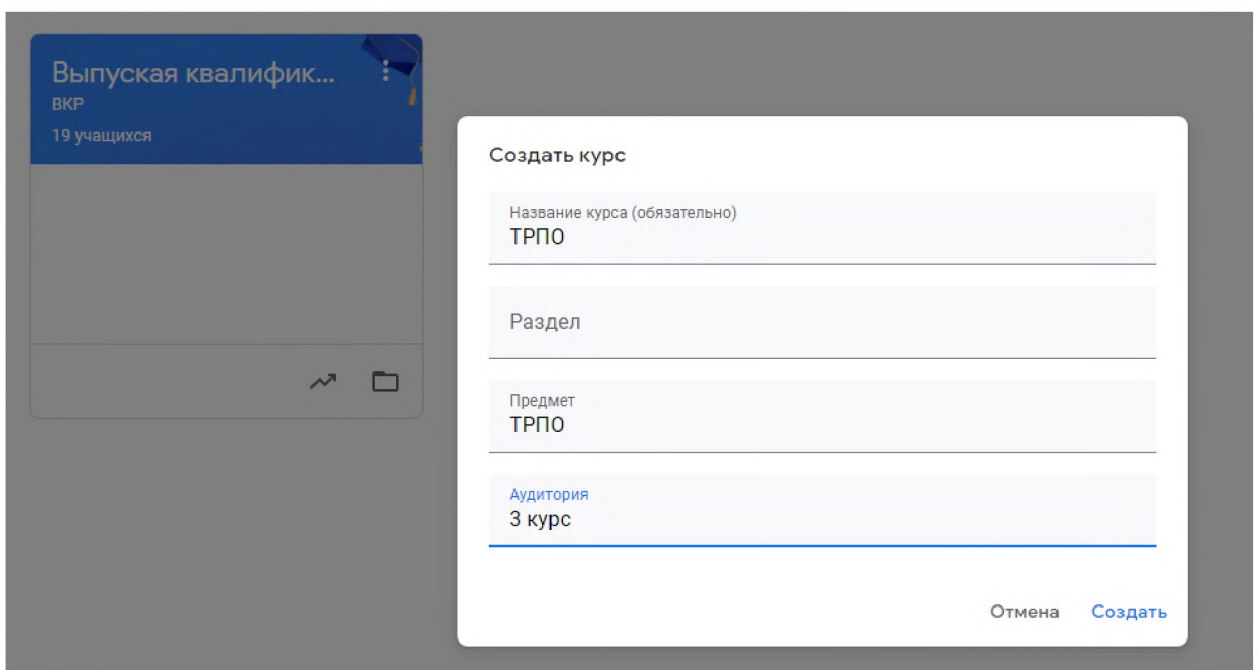 Выпуская квалифик...
ВКР
19 учащихся
Создать курс
Название курса (обязательно)
ТРПО
Раздел
Предмет
ТРПО
Аудитория
3 курс
Отмена Создать